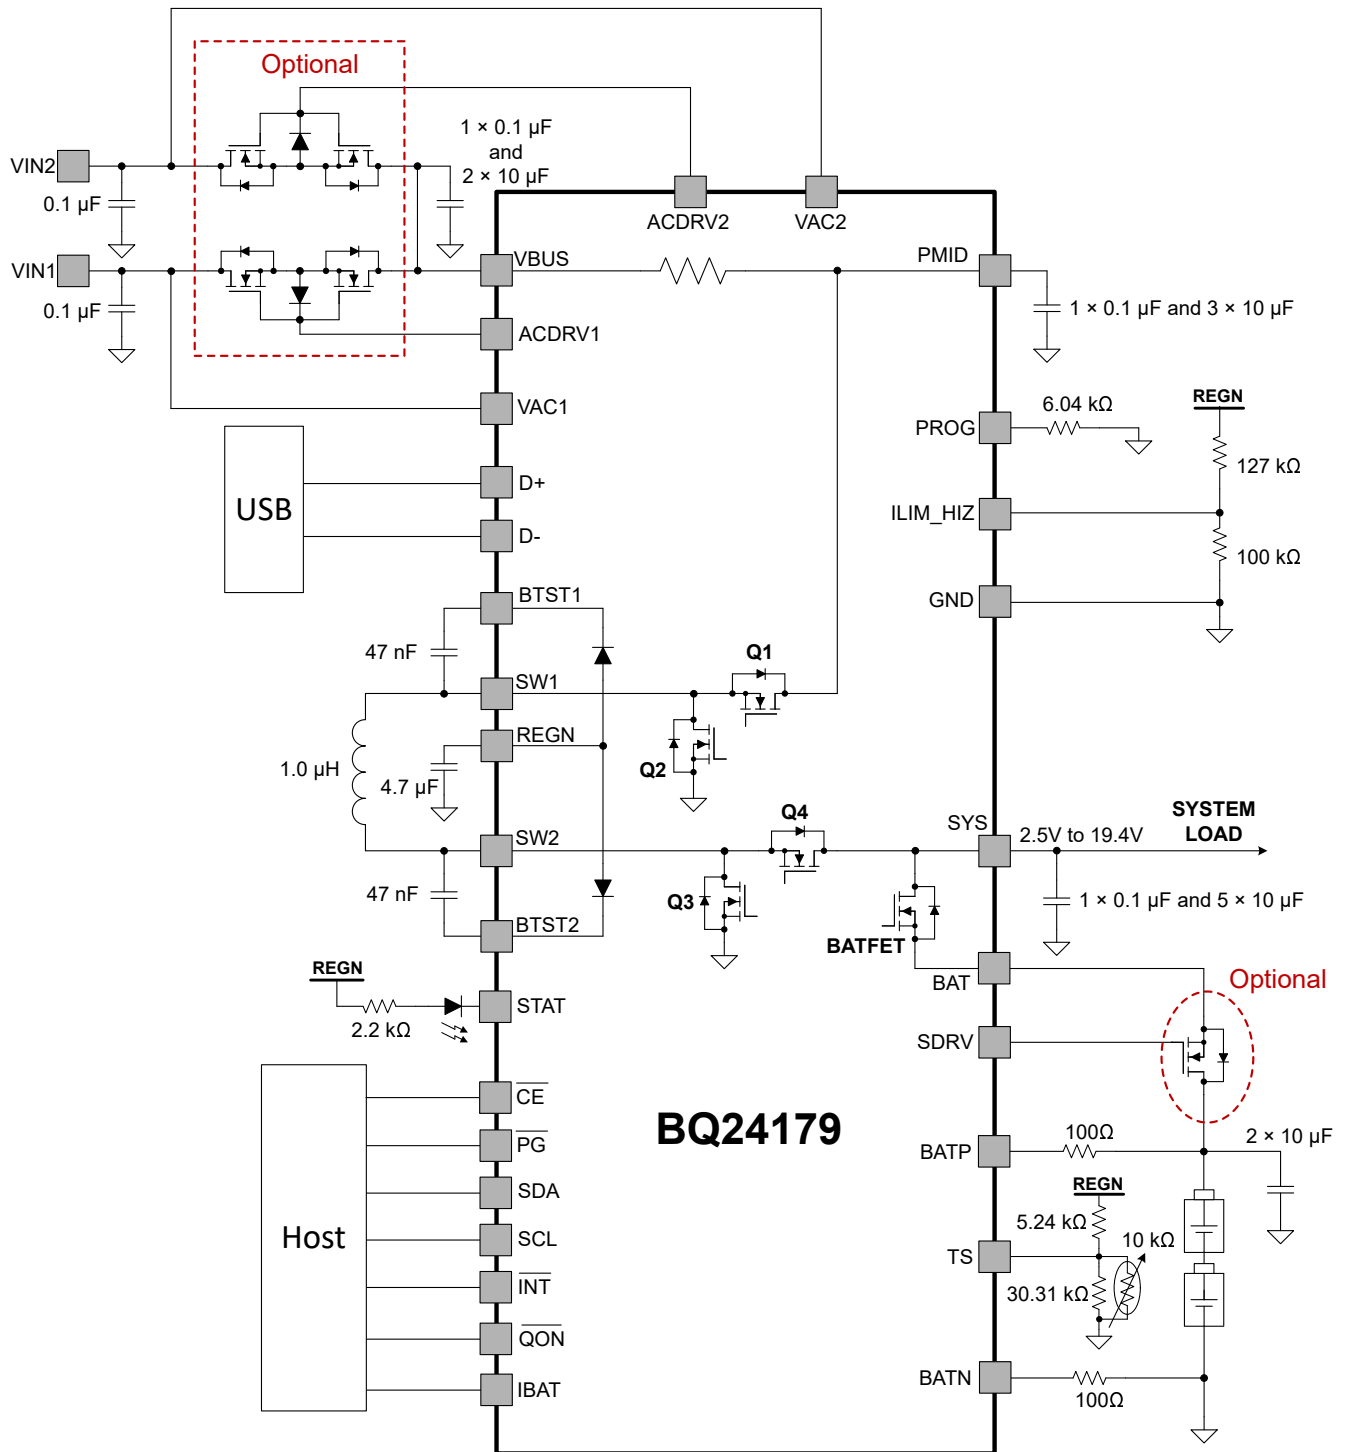 Optional
1 × 0.1 µF
and
2 × 10 µF
VIN2
0.1 µF
ACDRV2
VAC2
VIN1
0.1 µF
VBUS
PMID
1 × 0.1 µF and 3 × 10 µF
ACDRV1
VAC1
6.04 kΩ
REGN
PROG
127 kΩ
USB
D+
D-
ILIM_HIZ
100 kΩ
GND
BTST1
47 nF
Q1
SW1
REGN
Q2
1.0 µH
4.7 µF
Q4
SYS
2.5V to 19.4V
SYSTEM
LOAD
SW2
47 nF
Q3
1 × 0.1 µF and 5 × 10 µF
BTST2
BATFET
BAT
Optional
REGN
2.2 kΩ
STAT
SDRV
Host
CE
PG
SDA
SCL
INT
QON
IBAT
BQ24179
BATP
100Ω
2 × 10 µF
REGN
5.24 kΩ
10 kΩ
TS
30.31 kΩ
BATN
100Ω